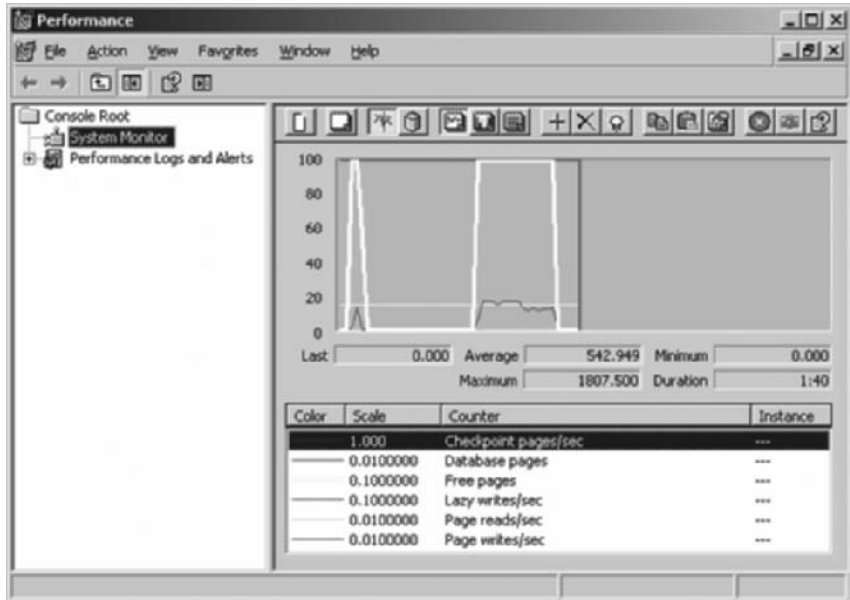 Performance
File Action View Favorites Window Help
Console Root
System Monitor
Performance Logs and Alerts
100
80
60
40
20
0
Last 0.000 Average 542.949 Minimum 0.000
Maximum 1807.500 Duration 1:40
Color Scale Counter Instance
1.000 Checkpoint pages/sec ---
0.0100000 Database pages ---
0.1000000 Free pages ---
0.1000000 Lazy writes/sec ---
0.0100000 Page reads/sec ---
0.0100000 Page writes/sec ---